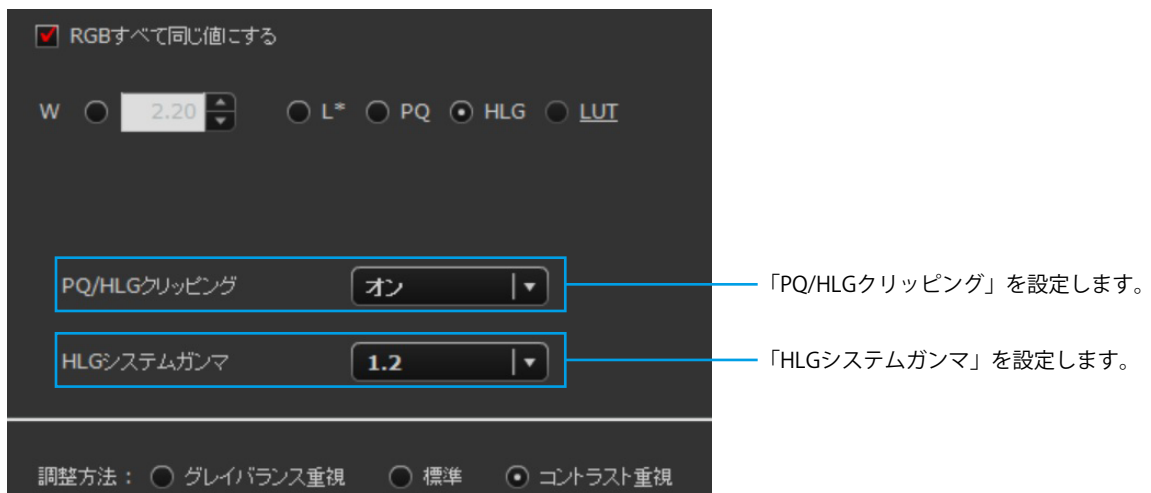 RGBすべて同じ値にする
W 2.20 L* PQ HLG LUT
PQ/HLGクリッピング オン 「PQ/HLGクリッピング」を設定します。
HLGシステムガンマ 1.2 「HLGシステムガンマ」を設定します。
調整方法： グレイバランス重視 標準 コントラスト重視